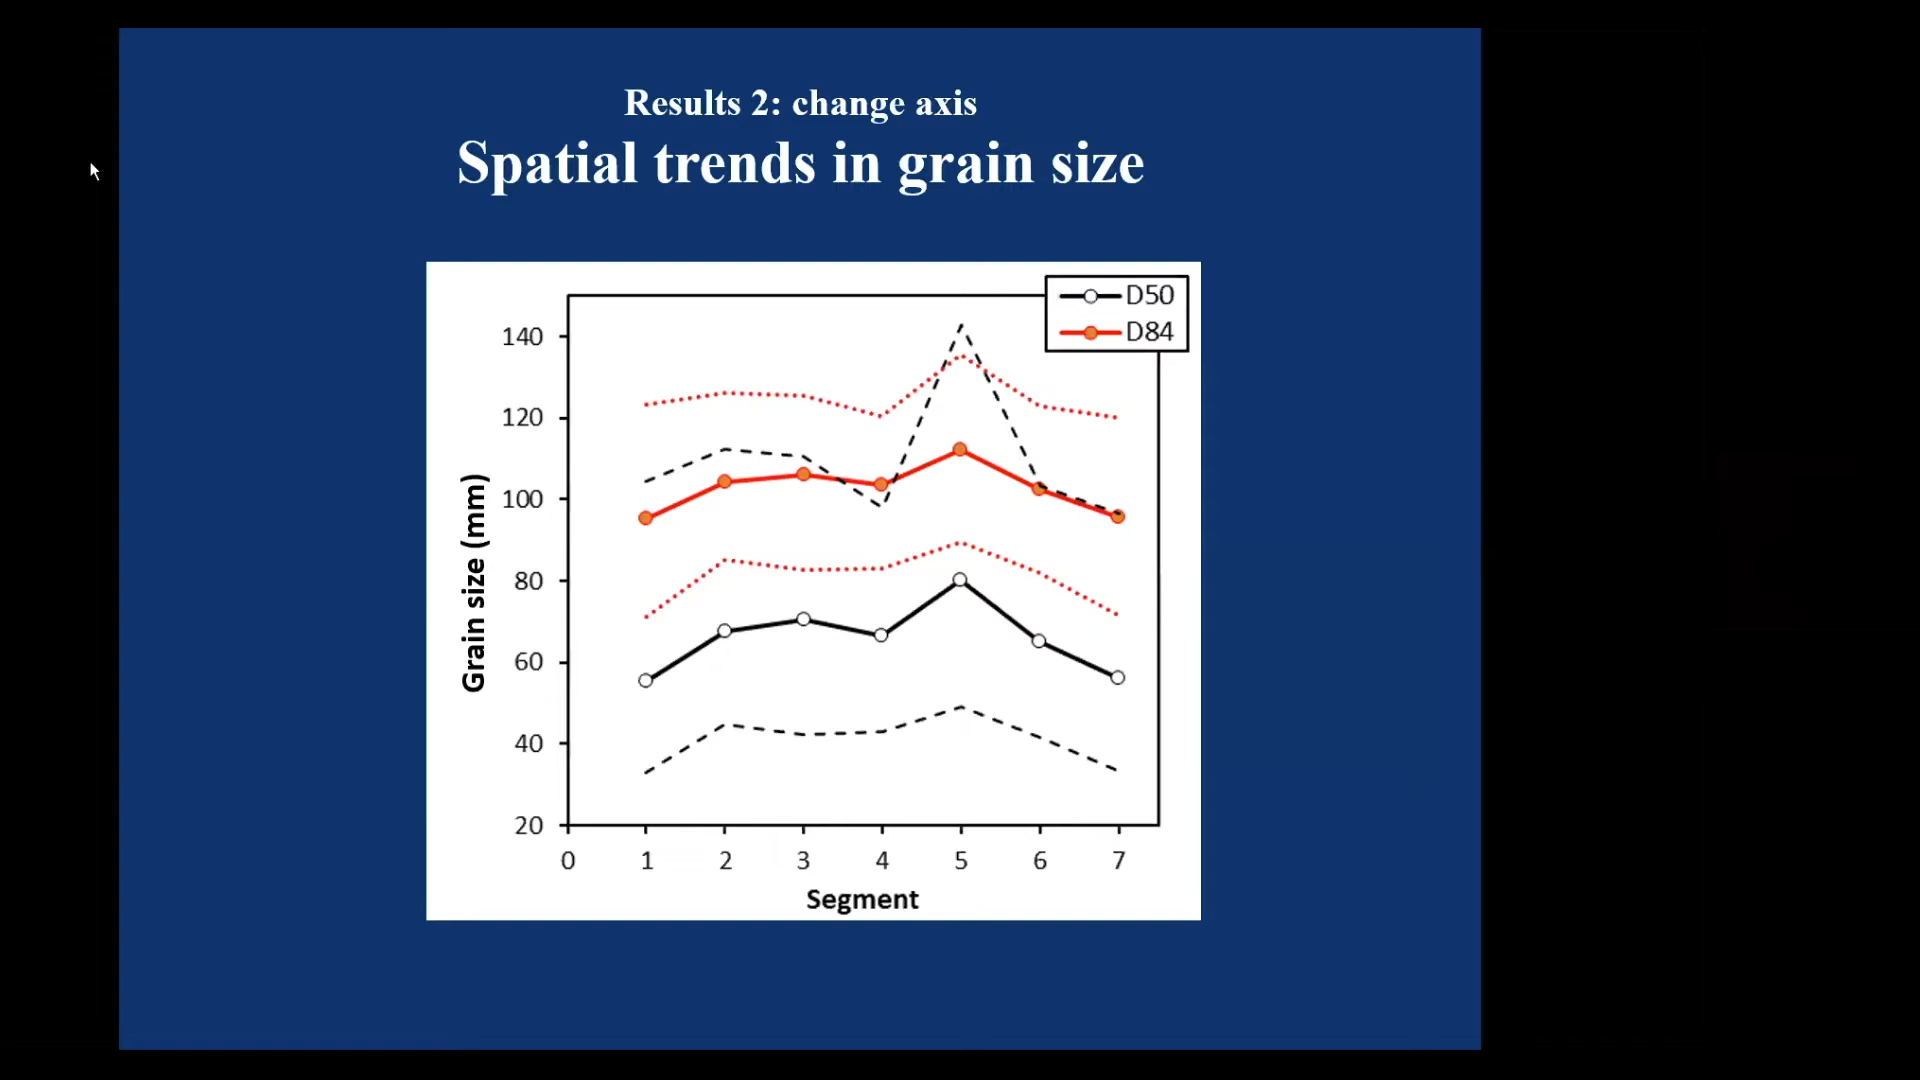 Results 2: change axis
Spatial trends in grain size
D50
D84
140
120
100
80
60
40
20
Grain size (mm)
0 1 2 3 4 5 6 7
Segment